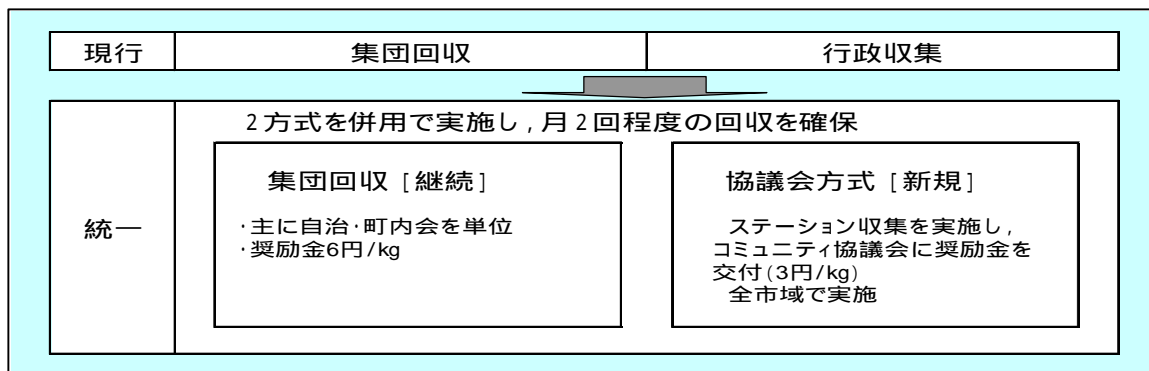 現行 集団回収 行政収集
2方式を併用で実施し,月2回程度の回収を確保
統一
集団回収[継続]
・主に自治・町内会を単位
・奨励金6円/kg
協議会方式[新規]
ステーション収集を実施し,
コミュニティ協議会に奨励金を
交付(3円/kg)
全市域で実施